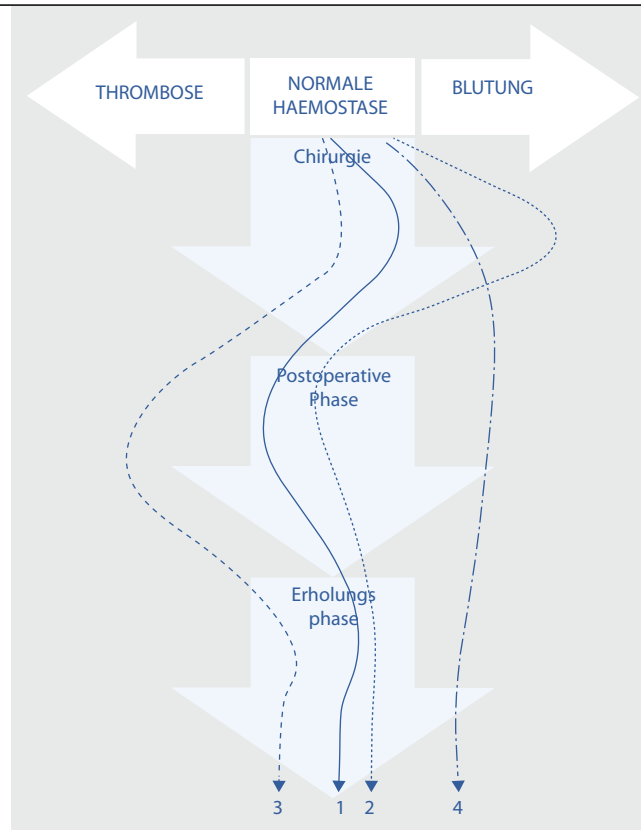 THROMBOSE
NORMALE
HAEMOSTASE
BLUTUNG
Chirurgie
Postoperative
Phase
Erholungs
phase
3 1 2 4